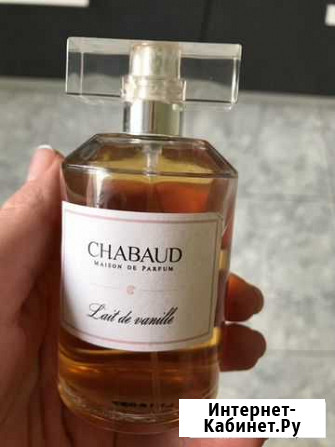 CHABAUD
MAISON DE PARFUM
Lait de vanille
Интернет-
Кабинет.Ру